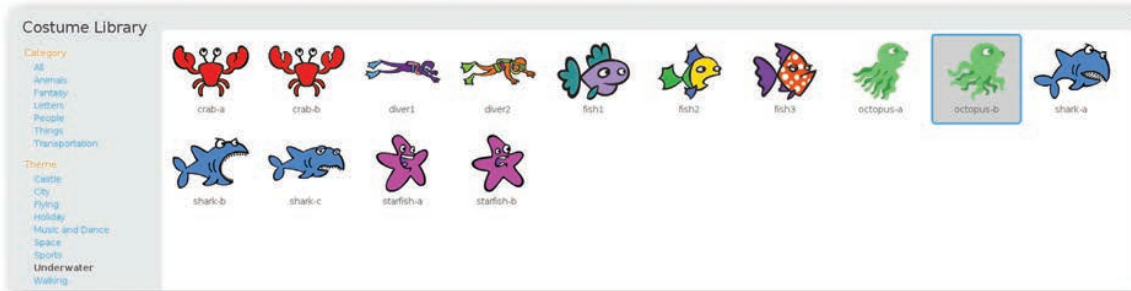 Costume Library
Category
All
Animals
Fantasy
Letters
People
Things
Transportation
Theme
Castle
City
Flying
Holiday
Music and Dance
Space
Sports
Underwater
Walking
crab-a crab-b diver1 diver2 fish1 fish2 fish3 octopus-a octopus-b shark-a
shark-b shark-c starfish-a starfish-b